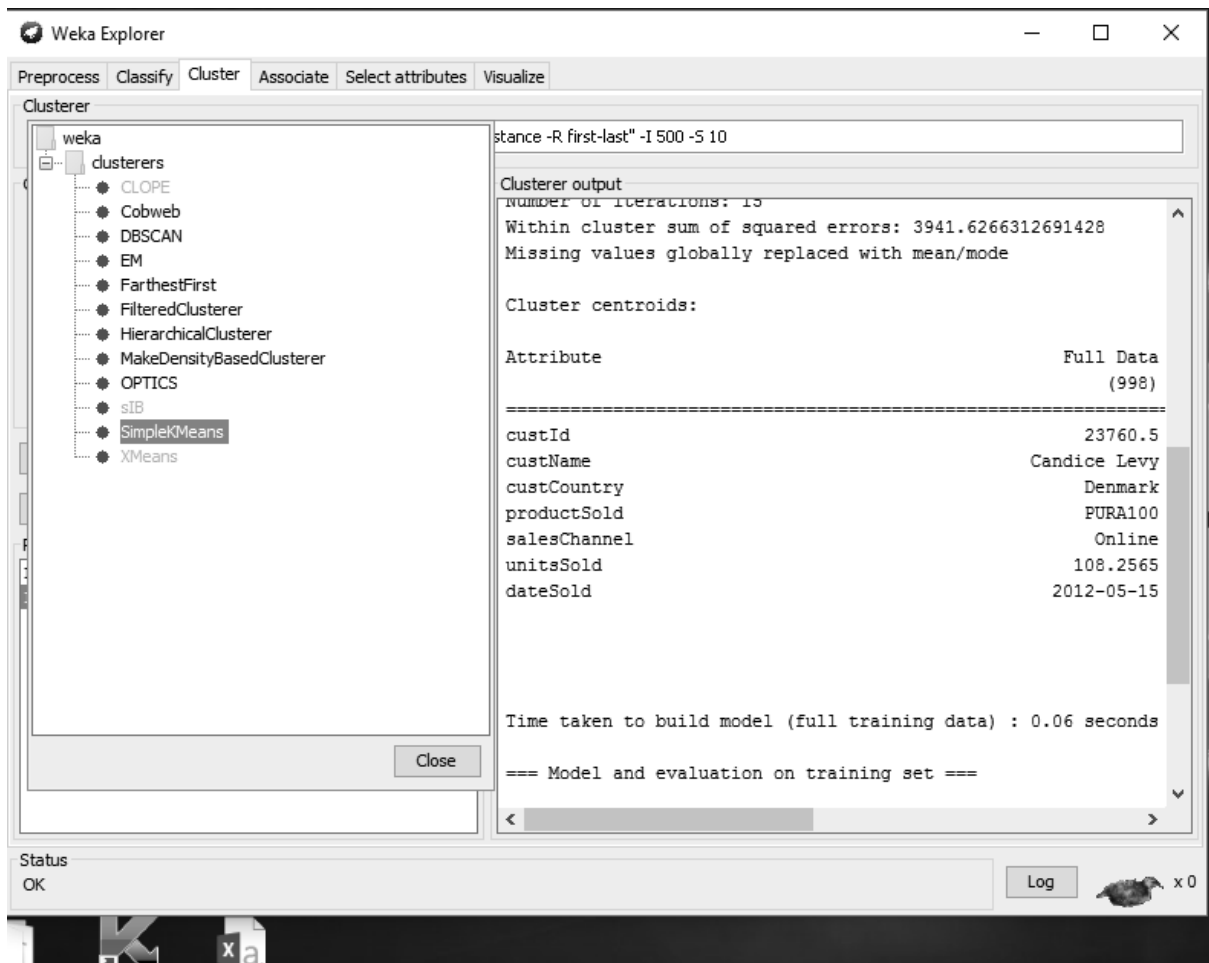 Weka Explorer
Preprocess Classify Cluster Associate Select attributes Visualize
Clusterer
stance -R first-last" -I 500 -S 10
weka
clusterers
CLOPE
Cobweb
DBSCAN
EM
FarthestFirst
FilteredClusterer
HierarchicalClusterer
MakeDensityBasedClusterer
OPTICS
sIB
SimpleKMeans
XMeans
Close
Clusterer output
Number of iterations: 15
Within cluster sum of squared errors: 3941.6266312691428
Missing values globally replaced with mean/mode
Cluster centroids:
Attribute Full Data
(998)
==============================================================
custId 23760.5
custName Candice Levy
custCountry Denmark
productSold PURA100
salesChannel Online
unitsSold 108.2565
dateSold 2012-05-15
Time taken to build model (full training data) : 0.06 seconds
=== Model and evaluation on training set ===
Status
OK
Log
x 0
X a